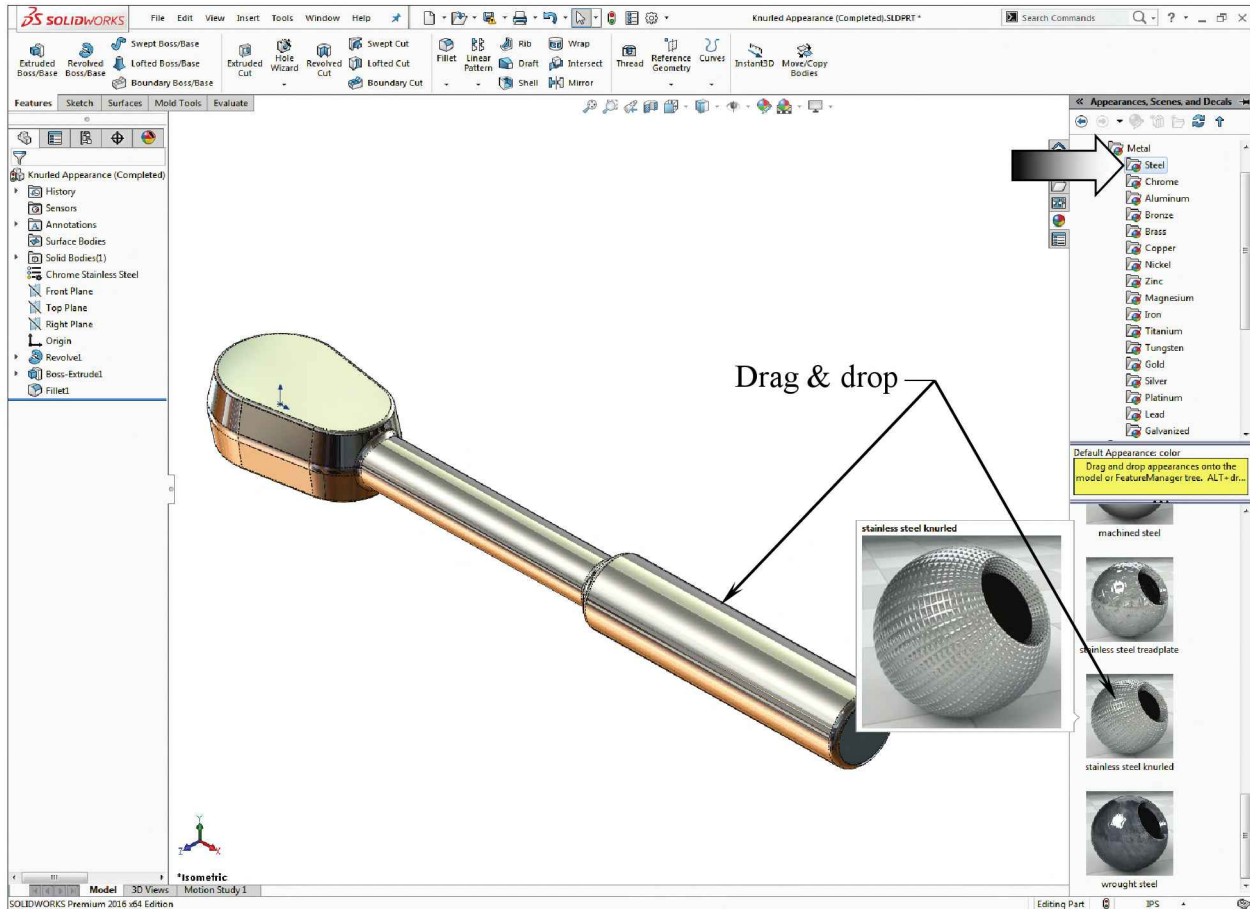 SOLIDWORKS
File Edit View Insert Tools Window Help
Knurled Appearance (Completed).SLDPRT *
Search Commands
Extruded Boss/Base
Revolved Boss/Base
Swept Boss/Base
Lofted Boss/Base
Boundary Boss/Base
Extruded Cut
Hole Wizard
Revolved Cut
Swept Cut
Lofted Cut
Boundary Cut
Fillet
Linear Pattern
Rib
Draft
Shell
Wrap
Intersect
Mirror
Thread
Reference Geometry
Curves
Instant3D
Move/Copy Bodies
Features Sketch Surfaces Mold Tools Evaluate
Knurled Appearance (Completed)
History
Sensors
Annotations
Surface Bodies
Solid Bodies(1)
Chrome Stainless Steel
Front Plane
Top Plane
Right Plane
Origin
Revolve1
Boss-Extrude1
Fillet1
Drag & drop
stainless steel knurled
Y
Z
X
*Isometric
Appearances, Scenes, and Decals
Metal
Steel
Chrome
Aluminum
Bronze
Brass
Copper
Nickel
Zinc
Magnesium
Iron
Titanium
Tungsten
Gold
Silver
Platinum
Lead
Galvanized
Default Appearance: color
Drag and drop appearances onto the
model or FeatureManager tree. ALT+dr...
machined steel
stainless steel treadplate
stainless steel knurled
wrought steel
Model 3D Views Motion Study 1
SOLIDWORKS Premium 2016 x64 Edition
Editing Part
IPS